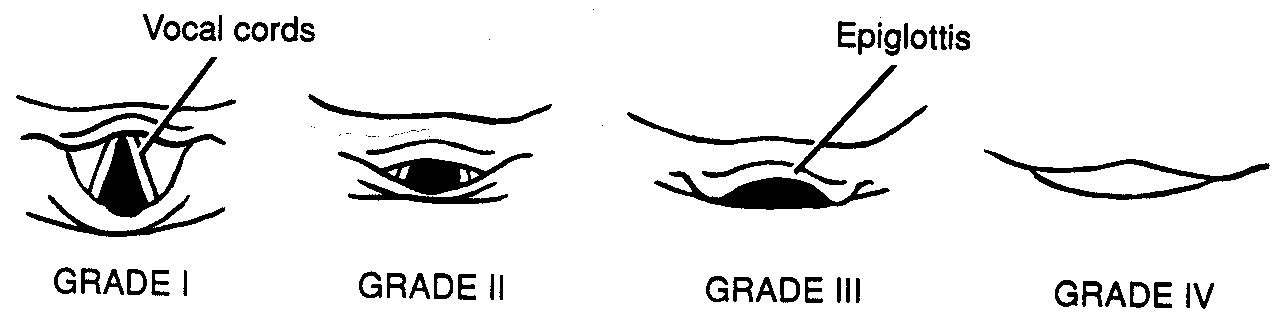 Vocal cords
Epiglottis
GRADE I
GRADE II
GRADE III
GRADE IV